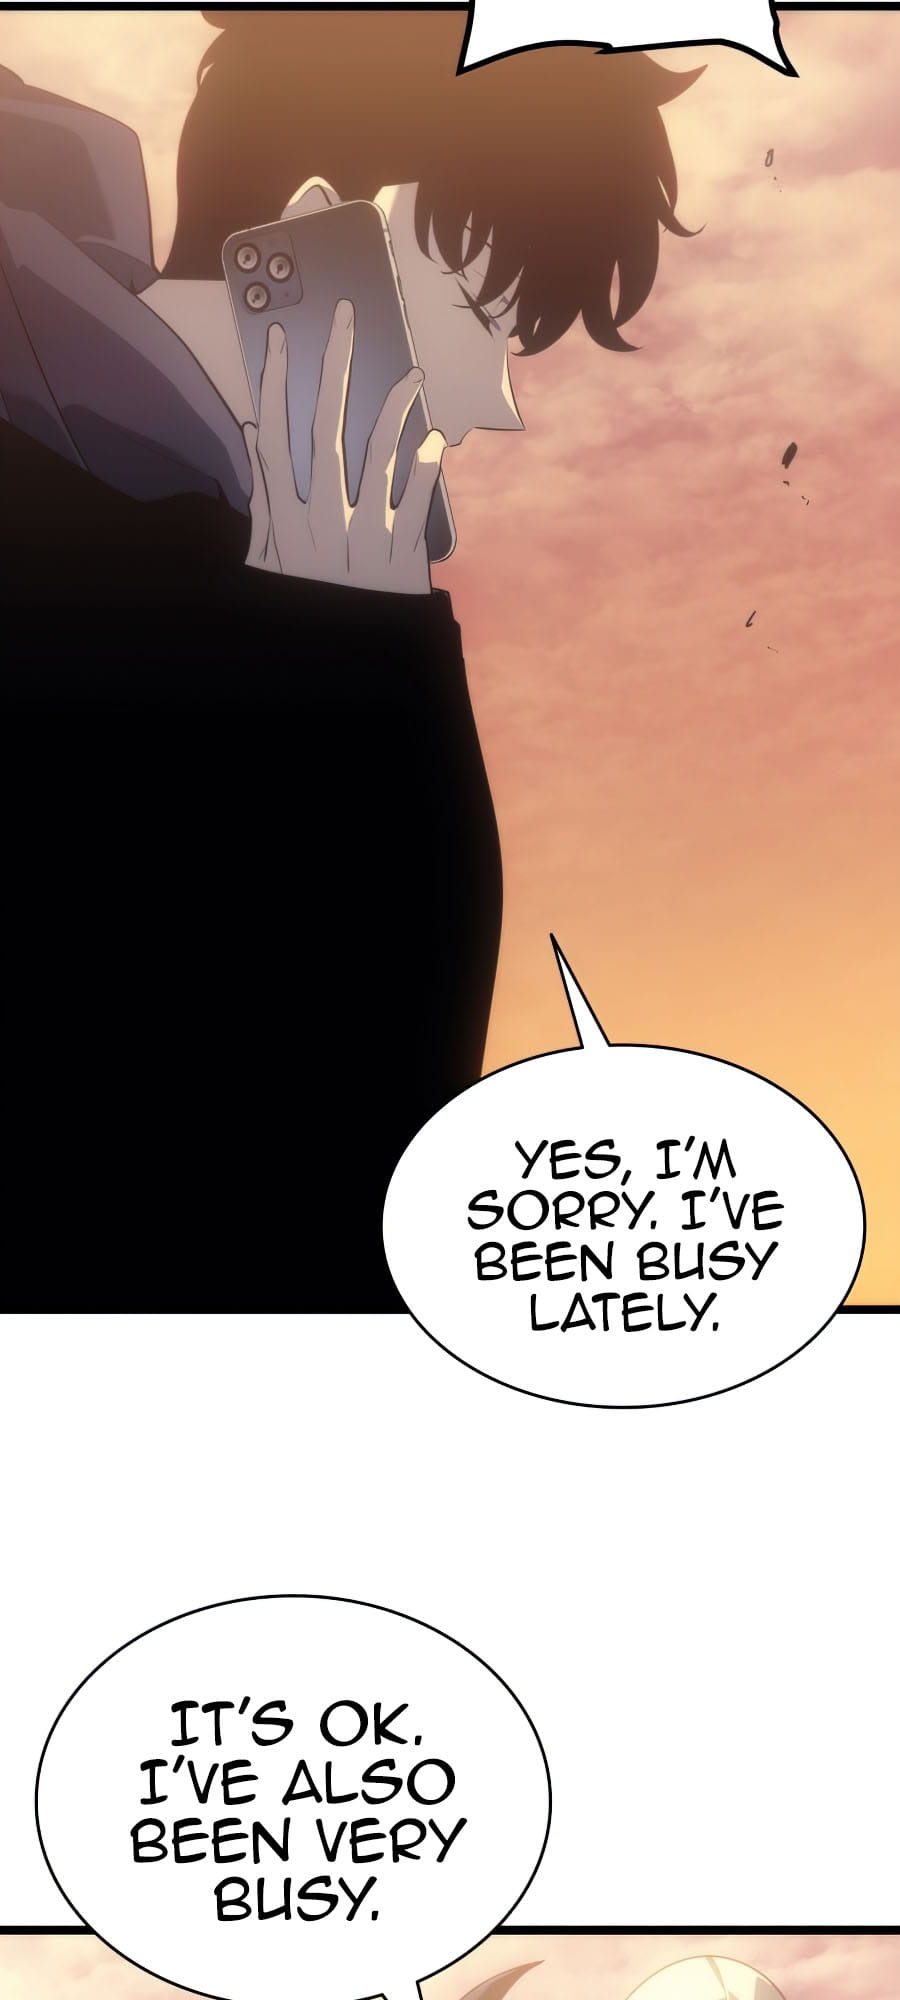 YES, I'M
SORRY. I'VE
BEEN BUSY
LATELY.
IT'S OK.
I'VE ALSO
BEEN VERY
BUSY.